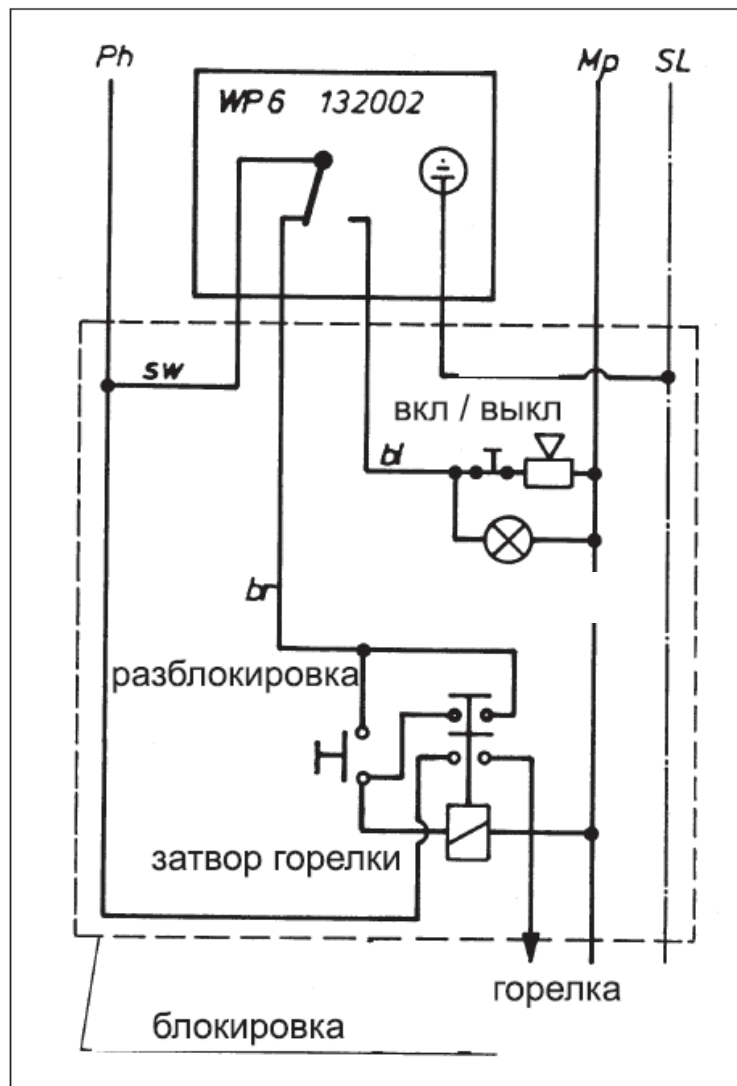 Ph Mp SL
WP6 132002
sw
вкл / выкл
bl
br
разблокировка
затвор горелки
горелка
блокировка